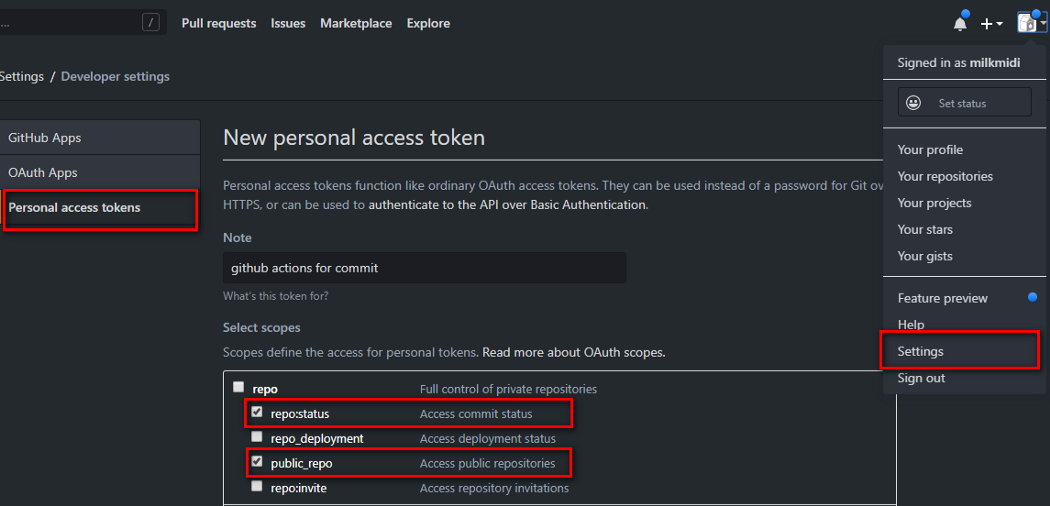 ... / Pull requests Issues Marketplace Explore
Signed in as milkmidi
Set status
Your profile
Your repositories
Your projects
Your stars
Your gists
Feature preview
Help
Settings
Sign out
Settings / Developer settings
GitHub Apps
OAuth Apps
Personal access tokens
New personal access token
Personal access tokens function like ordinary OAuth access tokens. They can be used instead of a password for Git
HTTPS, or can be used to authenticate to the API over Basic Authentication.
Note
github actions for commit
What's this token for?
Select scopes
Scopes define the access for personal tokens. Read more about OAuth scopes.
repo Full control of private repositories
repo:status Access commit status
repo_deployment Access deployment status
public_repo Access public repositories
repo:invite Access repository invitations